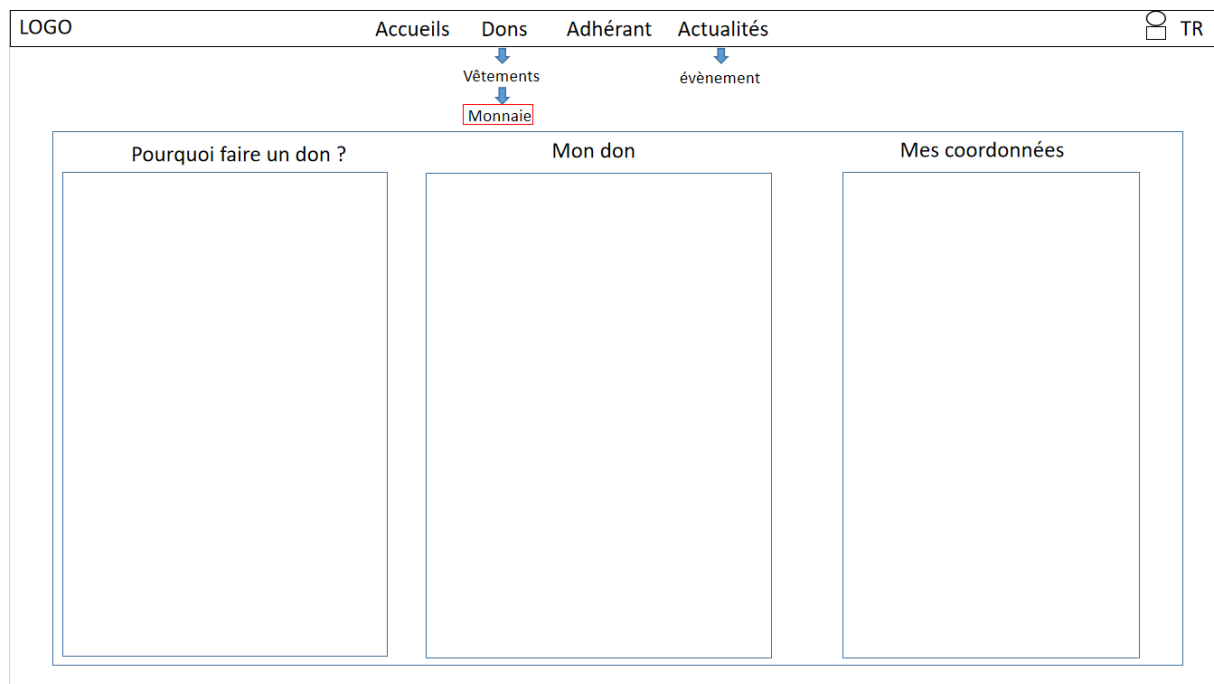 LOGO Accueils Dons Adhérant Actualités TR
Vêtements évènement
Monnaie
Pourquoi faire un don ? Mon don Mes coordonnées